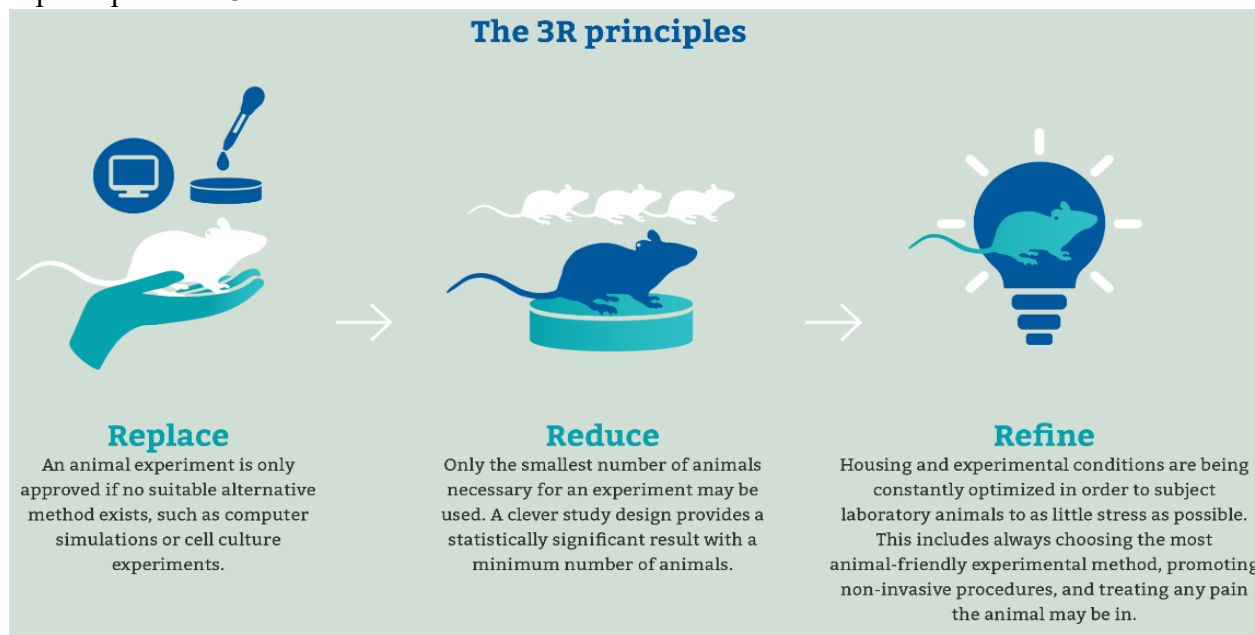 The 3R principles
Replace
An animal experiment is only
approved if no suitable alternative
method exists, such as computer
simulations or cell culture
experiments.
Reduce
Only the smallest number of animals
necessary for an experiment may be
used. A clever study design provides a
statistically significant result with a
minimum number of animals.
Refine
Housing and experimental conditions are being
constantly optimized in order to subject
laboratory animals to as little stress as possible.
This includes always choosing the most
animal-friendly experimental method, promoting
non-invasive procedures, and treating any pain
the animal may be in.